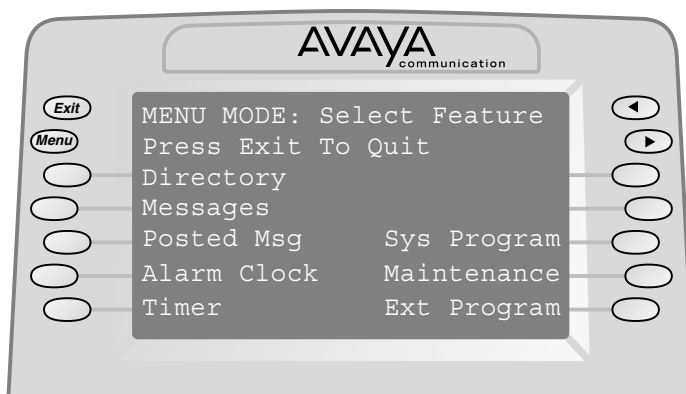 AVAYA
communication
Exit
MENU MODE: Select Feature
Menu
Press Exit To Quit
Directory
Messages
Posted Msg Sys Program
Alarm Clock Maintenance
Timer Ext Program